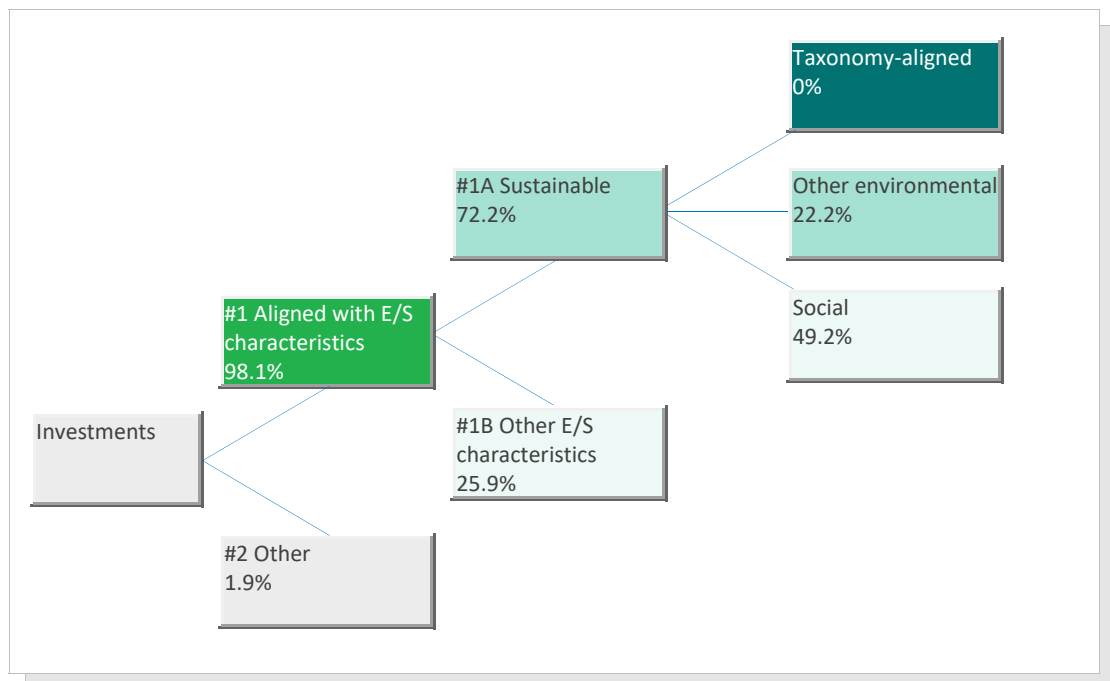 Taxonomy-aligned
0%
#1A Sustainable
72.2%
Other environmental
22.2%
#1 Aligned with E/S
characteristics
98.1%
Social
49.2%
Investments
#1B Other E/S
characteristics
25.9%
#2 Other
1.9%